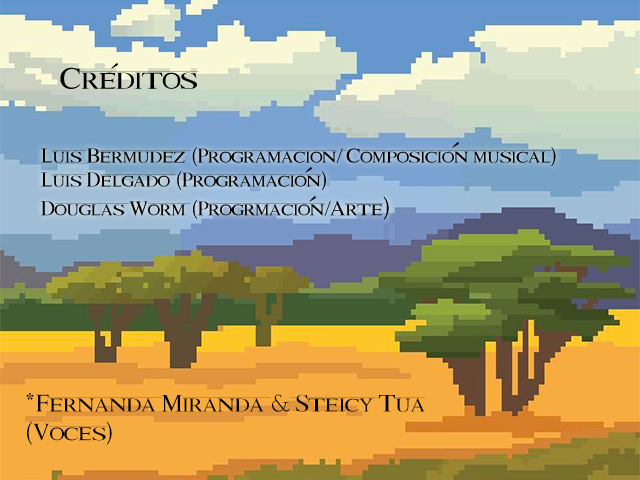 Créditos
Luis Bermudez (Programacion/ Composición musical)
Luis Delgado (Programación)
Douglas Worm (Progrmación/Arte)
*Fernanda Miranda & Steicy Tua
(Voces)